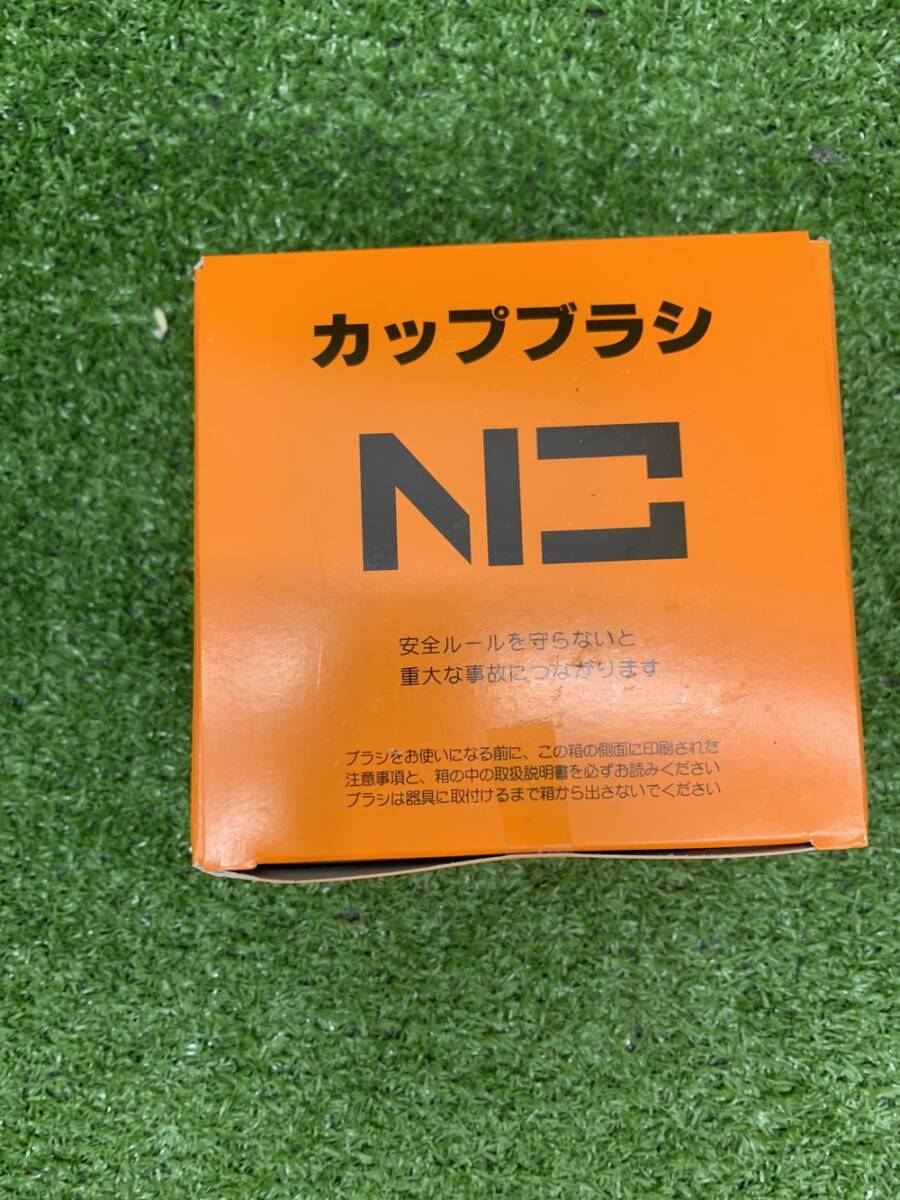 カップブラシ
安全ルールを守らないと
重大な事故につながります
ブラシをお使いになる前に、この箱の側面に印刷された
注意事項と、箱の中の取扱説明書を必ずお読みください
ブラシは器具に取付けるまで箱から出さないでください